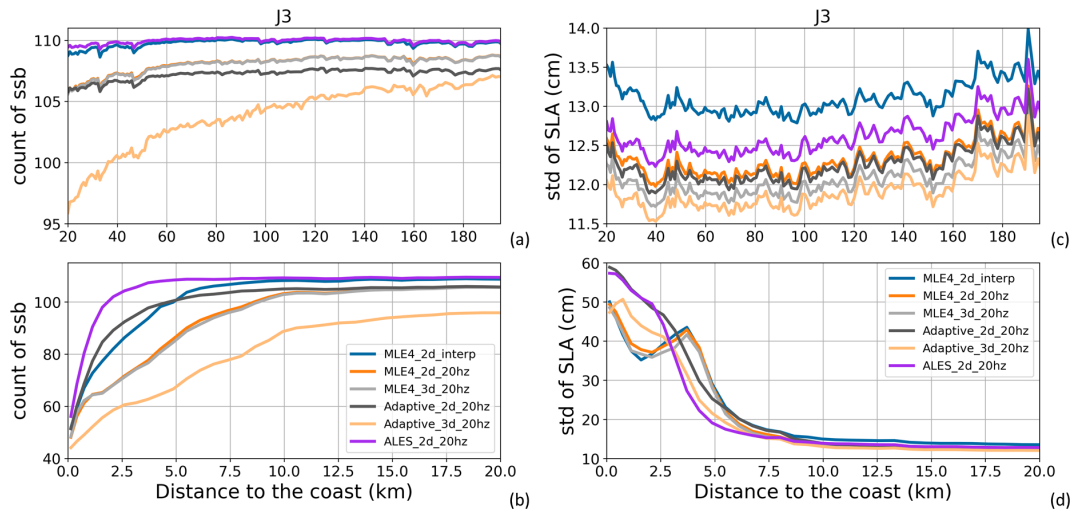 J3
count of ssb
110
105
100
95
20 40 60 80 100 120 140 160 180
(a)
J3
std of SLA (cm)
14.0
13.5
13.0
12.5
12.0
11.5
20 40 60 80 100 120 140 160 180
(c)
count of ssb
100
80
60
40
MLE4_2d_interp
MLE4_2d_20hz
MLE4_3d_20hz
Adaptive_2d_20hz
Adaptive_3d_20hz
ALES_2d_20hz
0.0 2.5 5.0 7.5 10.0 12.5 15.0 17.5 20.0
Distance to the coast (km)
(b)
std of SLA (cm)
60
50
40
30
20
10
MLE4_2d_interp
MLE4_2d_20hz
MLE4_3d_20hz
Adaptive_2d_20hz
Adaptive_3d_20hz
ALES_2d_20hz
0.0 2.5 5.0 7.5 10.0 12.5 15.0 17.5 20.0
Distance to the coast (km)
(d)